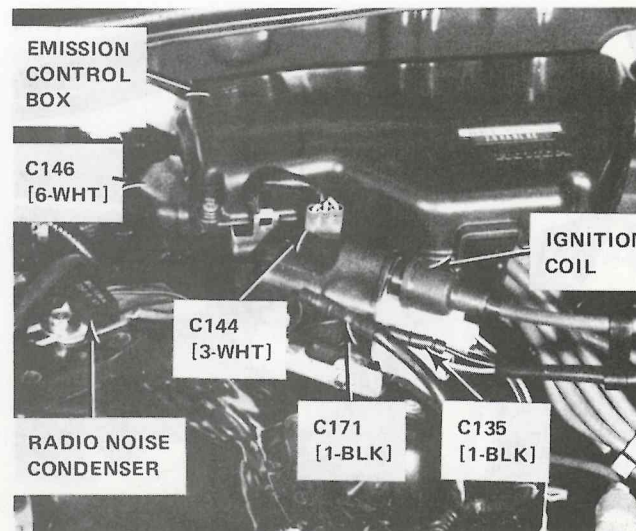 EMISSION
CONTROL
BOX
C146
[6-WHT]
IGNITION
COIL
C144
[3-WHT]
C171
[1-BLK]
C135
[1-BLK]
RADIO NOISE
CONDENSER